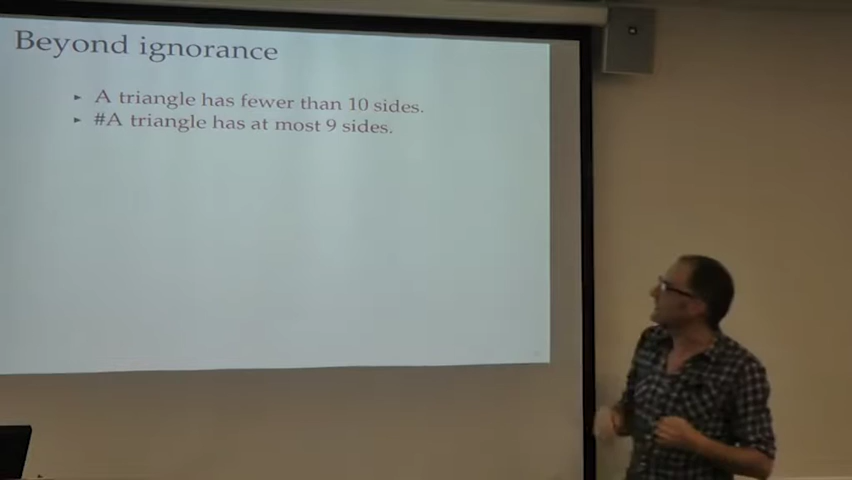 Beyond ignorance
▸ A triangle has fewer than 10 sides.
▸ #A triangle has at most 9 sides.